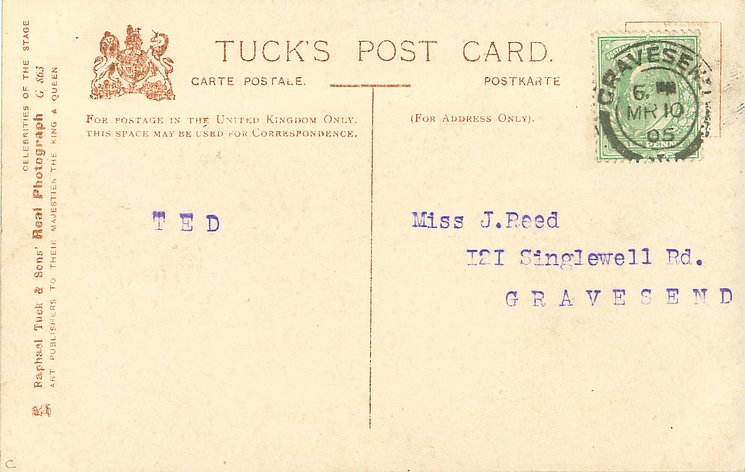 TUCK'S POST CARD.
CARTE POSTALE.
POSTKARTE
FOR POSTAGE IN THE UNITED KINGDOM ONLY.
THIS SPACE MAY BE USED FOR CORRESPONDENCE.
(FOR ADDRESS ONLY).
TED
Miss J.Reed
I2I Singlewell Rd.
GRAVESEND
GRAVESEND
MR 10
05
CELEBRITIES OF THE STAGE
Raphael Tuck & Sons' Real Photograph G 863
ART PUBLISHERS TO THEIR MAJESTIES THE KING & QUEEN
C